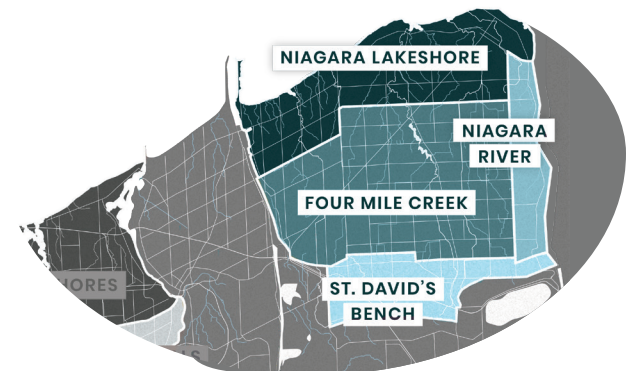 NIAGARA LAKESHORE
NIAGARA
RIVER
FOUR MILE CREEK
ST. DAVID'S
BENCH